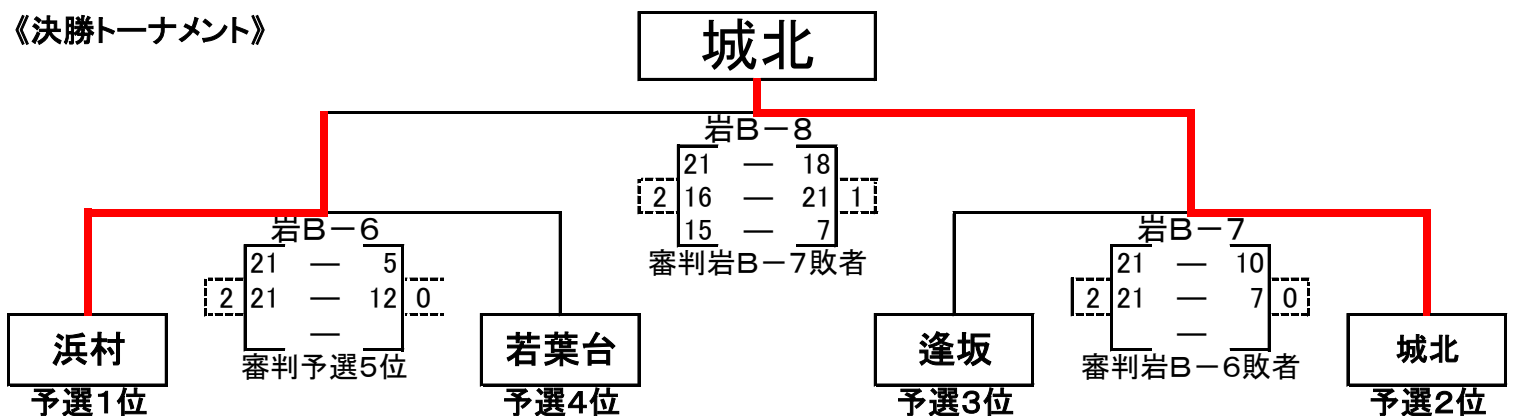 《決勝トーナメント》
城北
岩B－8
21 ― 18
2 16 ― 21 1
15 ― 7
審判岩B－7敗者
岩B－6
21 ― 5
2 21 ― 12 0
―
審判予選5位
岩B－7
21 ― 10
2 21 ― 7 0
―
審判岩B－6敗者
浜村
予選1位
若葉台
予選4位
逢坂
予選3位
城北
予選2位